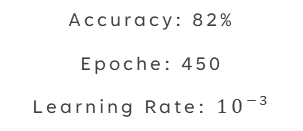 Accuracy: 82%
Epoche: 450
Learning Rate: 10⁻³